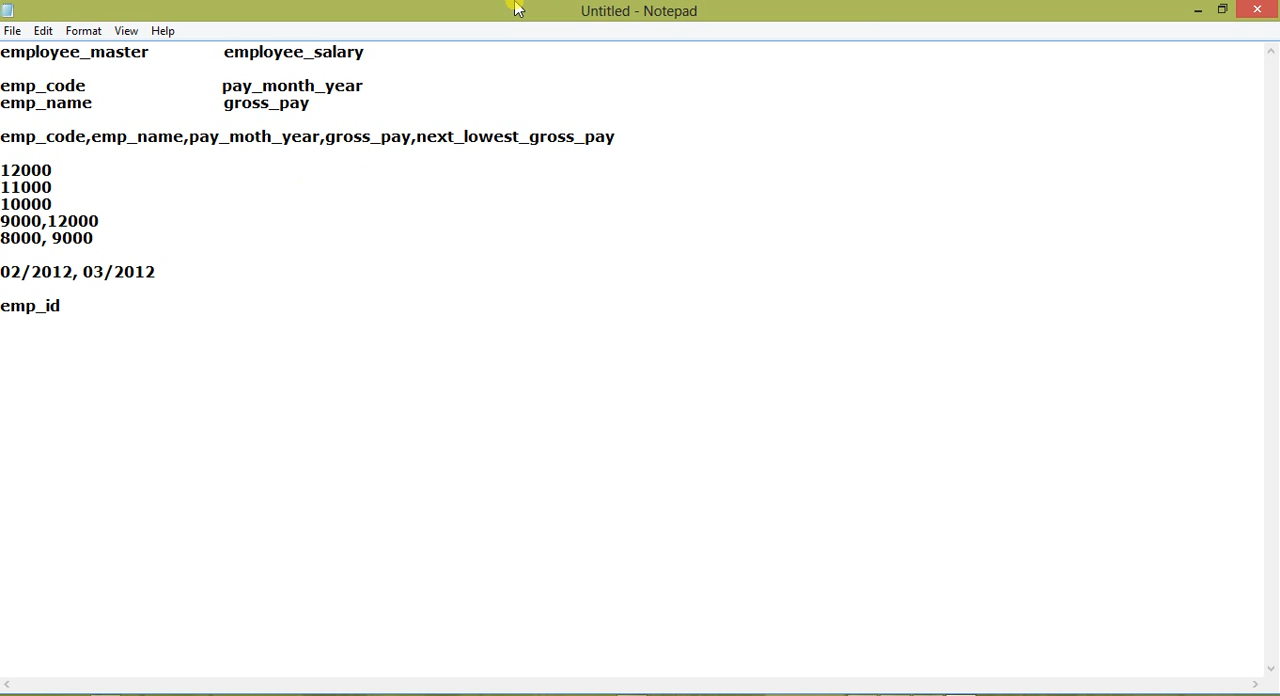 Untitled - Notepad
File Edit Format View Help
employee_master employee_salary
emp_code pay_month_year
emp_name gross_pay
emp_code,emp_name,pay_moth_year,gross_pay,next_lowest_gross_pay
12000
11000
10000
9000,12000
8000, 9000
02/2012, 03/2012
emp_id